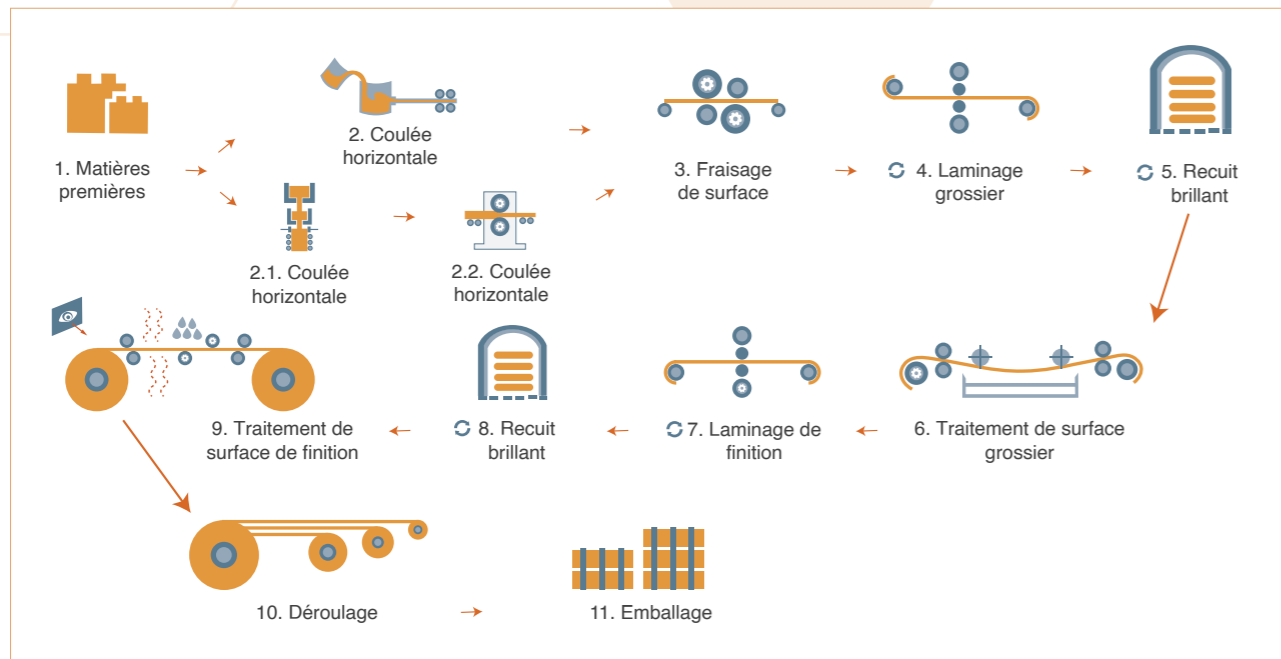 1. Matières
premières
2. Coulée
horizontale
2.1. Coulée
horizontale
2.2. Coulée
horizontale
3. Fraisage
de surface
4. Laminage
grossier
5. Recuit
brillant
6. Traitement de surface
grossier
7. Laminage de
finition
8. Recuit
brillant
9. Traitement de
surface de finition
10. Déroulage
11. Emballage